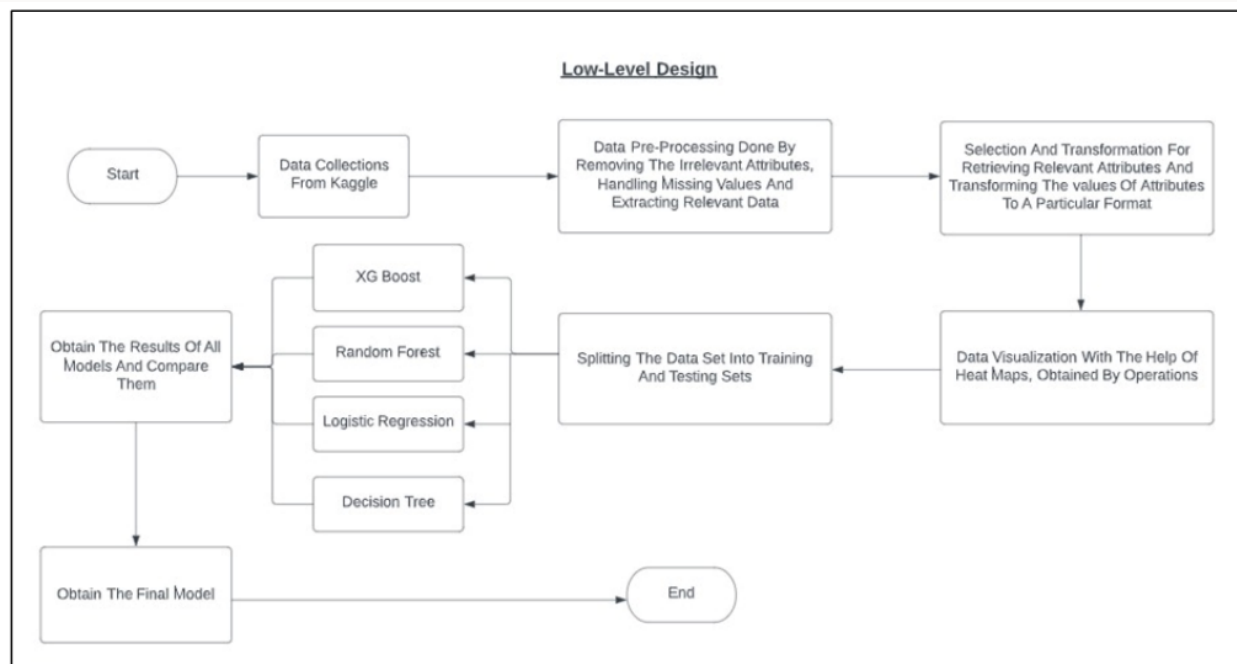 Low-Level Design
Start
Data Collections
From Kaggle
Data Pre-Processing Done By
Removing The Irrelevant Attributes,
Handling Missing Values And
Extracting Relevant Data
Selection And Transformation For
Retrieving Relevant Attributes And
Transforming The values Of Attributes
To A Particular Format
Data Visualization With The Help Of
Heat Maps, Obtained By Operations
Splitting The Data Set Into Training
And Testing Sets
XG Boost
Random Forest
Logistic Regression
Decision Tree
Obtain The Results Of All
Models And Compare
Them
Obtain The Final Model
End